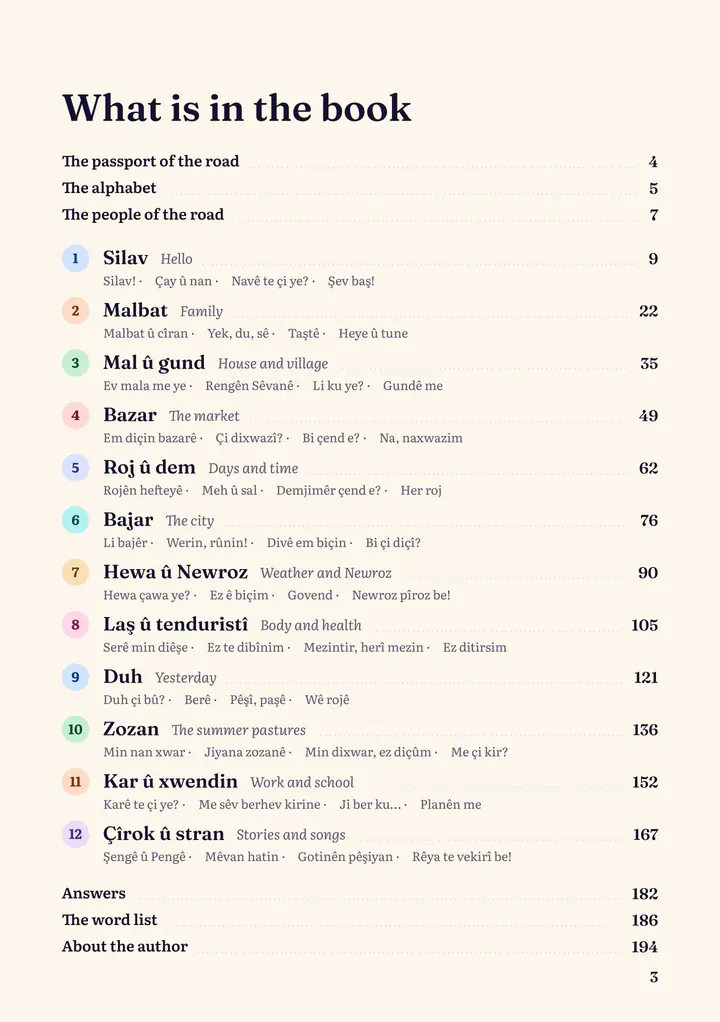 What is in the book
The passport of the road 4
The alphabet 5
The people of the road 7
1 Silav Hello 9
Silav! · Çay û nan · Navê te çi ye? · Şev baş!
2 Malbat Family 22
Malbat û cîran · Yek, du, sê · Taştê · Heye û tune
3 Mal û gund House and village 35
Ev mala me ye · Rengên Sêvanê · Li ku ye? · Gundê me
4 Bazar The market 49
Em diçin bazarê · Çi dixwazî? · Bi çend e? · Na, naxwazim
5 Roj û dem Days and time 62
Rojên hefteyê · Meh û sal · Demjimêr çend e? · Her roj
6 Bajar The city 76
Li bajêr · Werin, rûnin! · Divê em biçin · Bi çi diçî?
7 Hewa û Newroz Weather and Newroz 90
Hewa çawa ye? · Ez ê biçim · Govend · Newroz pîroz be!
8 Laş û tenduristî Body and health 105
Serê min diêşe · Ez te dibînim · Mezintir, herî mezin · Ez ditirsim
9 Duh Yesterday 121
Duh çi bû? · Berê · Pêşî, paşê · Wê rojê
10 Zozan The summer pastures 136
Min nan xwar · Jiyana zozanê · Min dixwar, ez diçûm · Me çi kir?
11 Kar û xwendin Work and school 152
Karê te çi ye? · Me sêv berhev kirine · Ji ber ku... · Planên me
12 Çîrok û stran Stories and songs 167
Şengê û Pengê · Mêvan hatin · Gotinên pêşiyan · Rêya te vekirî be!
Answers 182
The word list 186
About the author 194
3